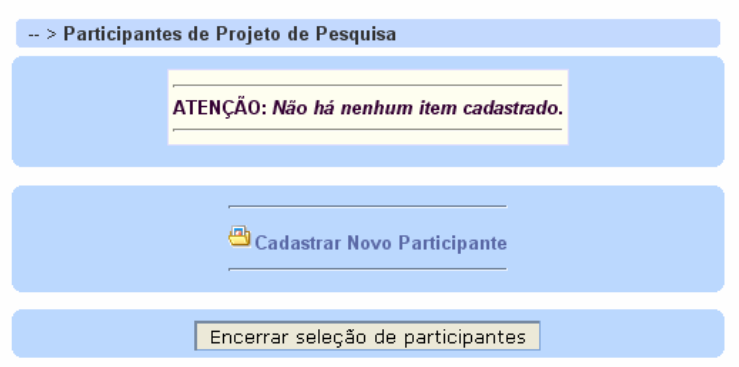 -- > Participantes de Projeto de Pesquisa
ATENÇÃO: Não há nenhum item cadastrado.
Cadastrar Novo Participante
Encerrar seleção de participantes